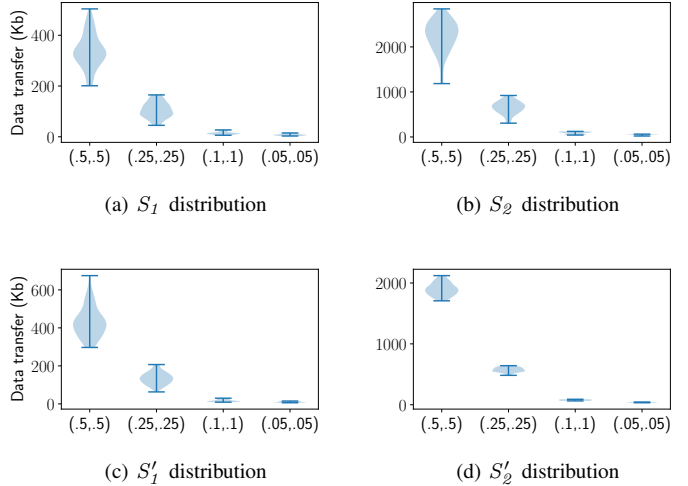 Data transfer (Kb)
400
200
0
(.5,.5) (.25,.25) (.1,.1) (.05,.05)
(a) S1 distribution
2000
1000
0
(.5,.5) (.25,.25) (.1,.1) (.05,.05)
(b) S2 distribution
Data transfer (Kb)
600
400
200
0
(.5,.5) (.25,.25) (.1,.1) (.05,.05)
(c) S′1 distribution
2000
1000
0
(.5,.5) (.25,.25) (.1,.1) (.05,.05)
(d) S′2 distribution